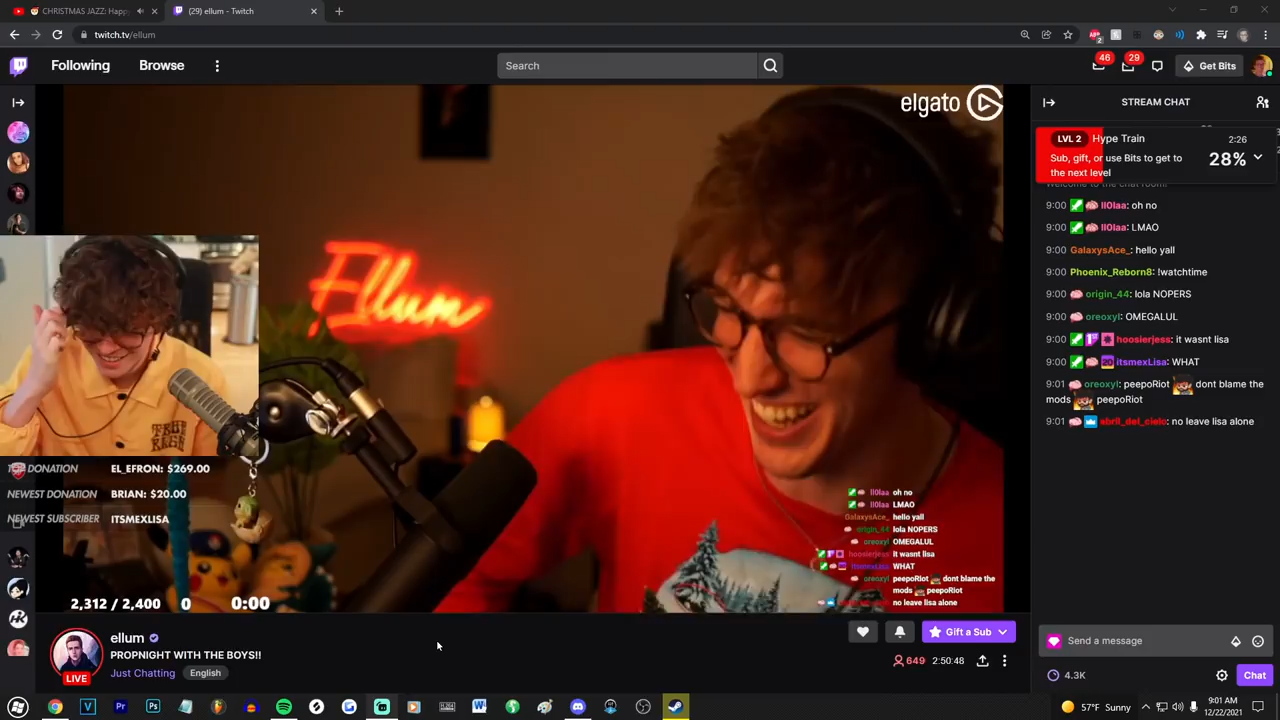 CHRISTMAS JAZZ: Happ
(29) ellum - Twitch
twitch.tv/ellum
Following
Browse
Search
46
29
Get Bits
elgato
STREAM CHAT
LVL 2 Hype Train
2:26
Sub, gift, or use Bits to get to
the next level
28%
9:00 ll0laa: oh no
9:00 ll0laa: LMAO
9:00 GalaxysAce_: hello yall
9:00 Phoenix_Reborn8: !watchtime
9:00 origin_44: lola NOPERS
9:00 oreoxyl: OMEGALUL
9:00 hoosierjess: it wasnt lisa
9:00 itsmexLisa: WHAT
9:01 oreoxyl: peepoRiot dont blame the
mods peepoRiot
9:01 abril_del_cielo: no leave lisa alone
Ellum
TRUE
DONATION EL_EFRON: $269.00
NEWEST DONATION BRIAN: $20.00
NEWEST SUBSCRIBER ITSMEXLISA
ll0laa oh no
ll0laa LMAO
GalaxysAce_ hello yall
origin_44 lola NOPERS
oreoxyl OMEGALUL
hoosierjess it wasnt lisa
itsmexLisa WHAT
oreoxyl peepoRiot dont blame the
mods peepoRiot
no leave lisa alone
2,312 / 2,400 0 0:00
ellum
PROPNIGHT WITH THE BOYS!!
Just Chatting English
LIVE
Gift a Sub
649
2:50:48
Send a message
4.3K
Chat
57°F Sunny
9:01 AM
12/22/2021